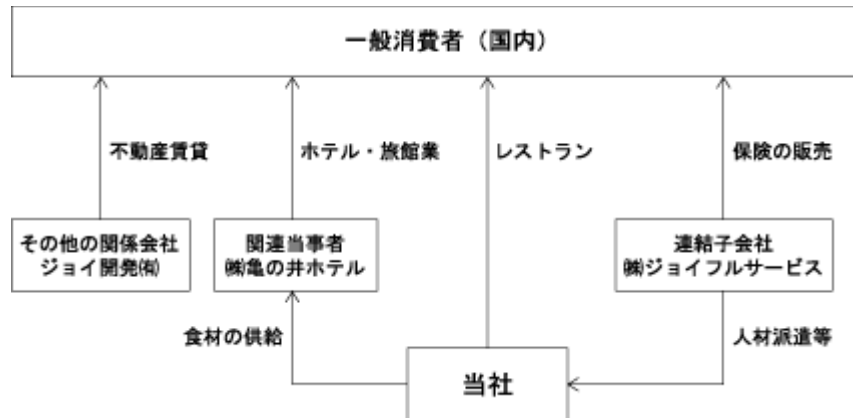 一般消費者（国内）
不動産賃貸
ホテル・旅館業
レストラン
保険の販売
その他の関係会社
ジョイ開発㈲
関連当事者
㈱亀の井ホテル
連結子会社
㈱ジョイフルサービス
食材の供給
人材派遣等
当社